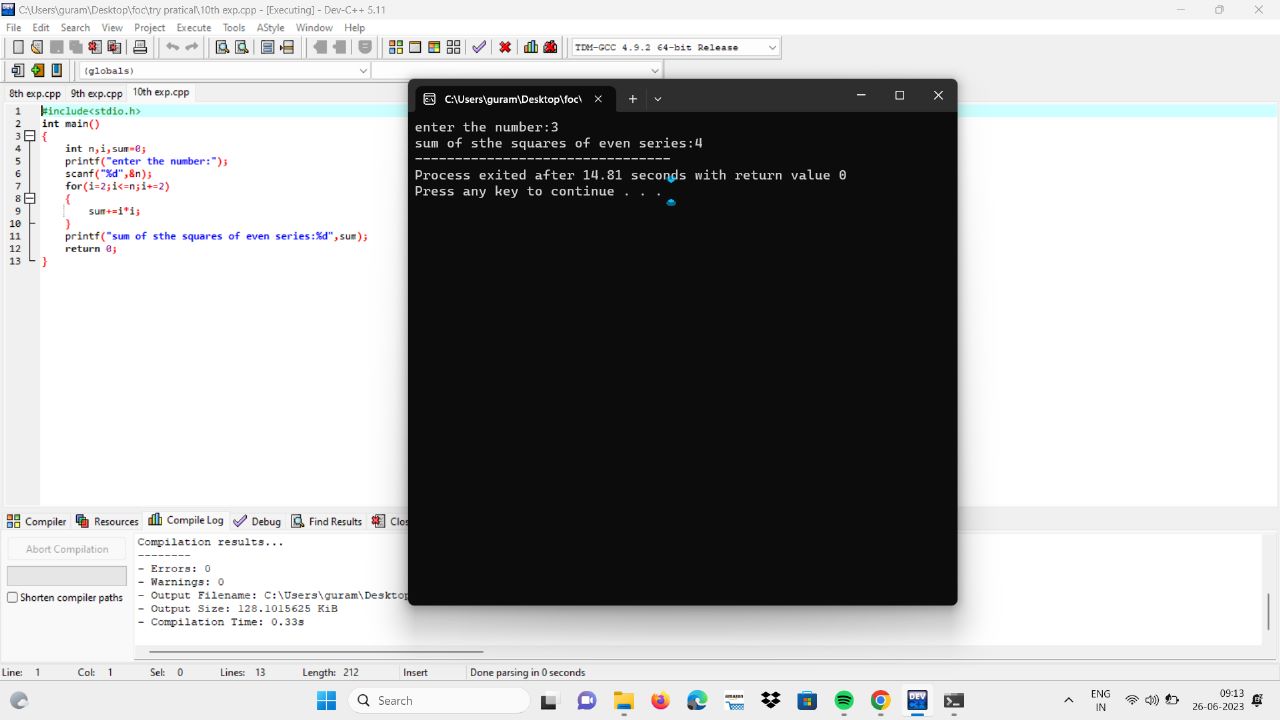 C:\Users\guram\Desktop\foc\try pratical\10th exp.cpp - [Executing] - Dev-C++ 5.11
File Edit Search View Project Execute Tools AStyle Window Help
TDM-GCC 4.9.2 64-bit Release
(globals)
8th exp.cpp 9th exp.cpp 10th exp.cpp
1 #include<stdio.h>
2 int main()
3 {
4 int n,i,sum=0;
5 printf("enter the number:");
6 scanf("%d",&n);
7 for(i=2;i<=n;i+=2)
8 {
9 sum+=i*i;
10 }
11 printf("sum of sthe squares of even series:%d",sum);
12 return 0;
13 }
C:\Users\guram\Desktop\foc\
enter the number:3
sum of sthe squares of even series:4
--------------------------------
Process exited after 14.81 seconds with return value 0
Press any key to continue . . .
Compiler Resources Compile Log Debug Find Results Clos
Abort Compilation
Shorten compiler paths
Compilation results...
--------
- Errors: 0
- Warnings: 0
- Output Filename: C:\Users\guram\Desktop
- Output Size: 128.1015625 KiB
- Compilation Time: 0.33s
Line: 1 Col: 1 Sel: 0 Lines: 13 Length: 212 Insert Done parsing in 0 seconds
Search
DEV C++
amazon
ENG
IN
09:13
26-06-2023